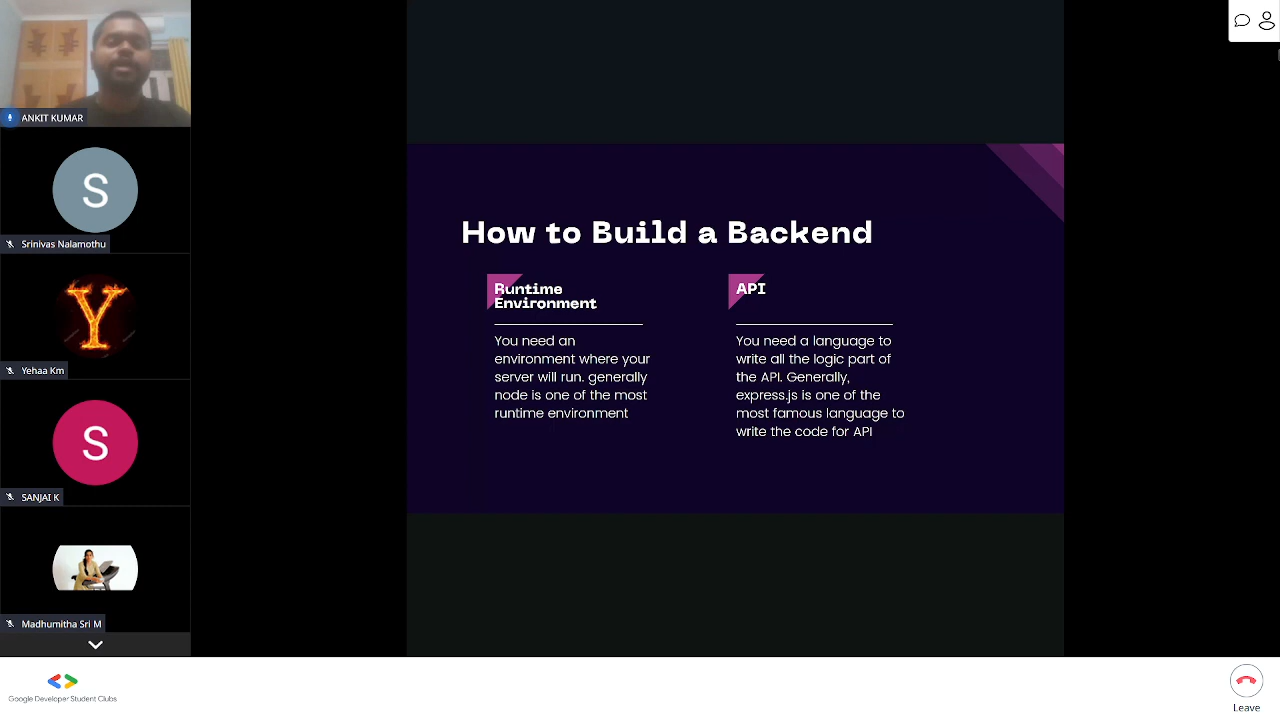 ANKIT KUMAR
S
Srinivas Nalamothu
Y
Yehaa Km
S
SANJAI K
Madhumitha Sri M
How to Build a Backend
Runtime
Environment
You need an
environment where your
server will run. generally
node is one of the most
runtime environment
API
You need a language to
write all the logic part of
the API. Generally,
express.js is one of the
most famous language to
write the code for API
Google Developer Student Clubs
Leave